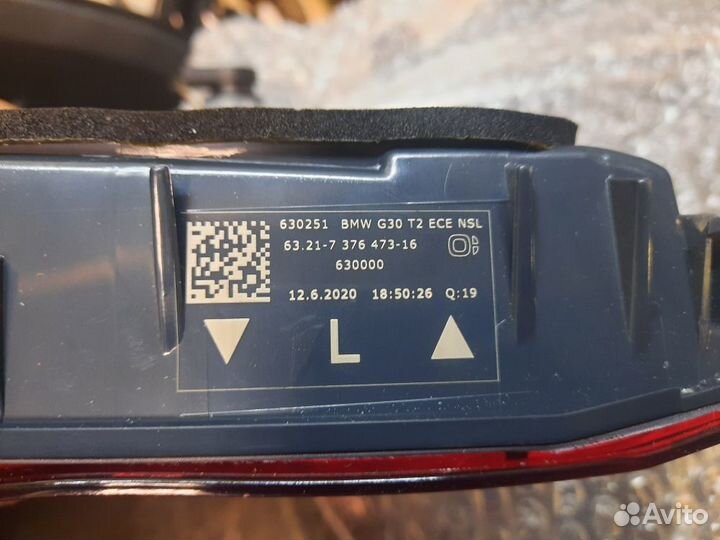 630251 BMW G30 T2 ECE NSL
63.21-7 376 473-16
630000
12.6.2020 18:50:26 Q:19
L
Avito